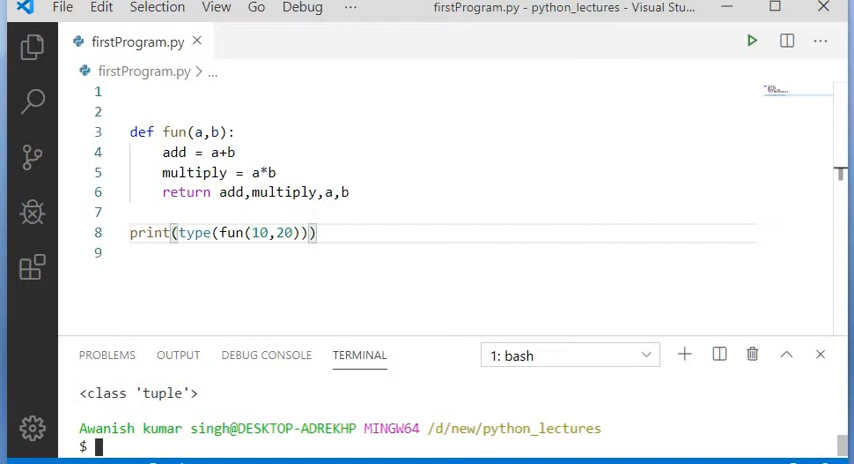 File Edit Selection View Go Debug ··· firstProgram.py - python_lectures - Visual Stu...
firstProgram.py
firstProgram.py > ...
1
2
3 def fun(a,b):
4 add = a+b
5 multiply = a*b
6 return add,multiply,a,b
7
8 print(type(fun(10,20)))
9
PROBLEMS OUTPUT DEBUG CONSOLE TERMINAL 1: bash
<class 'tuple'>
Awanish kumar singh@DESKTOP-ADREKHP MINGW64 /d/new/python_lectures
$